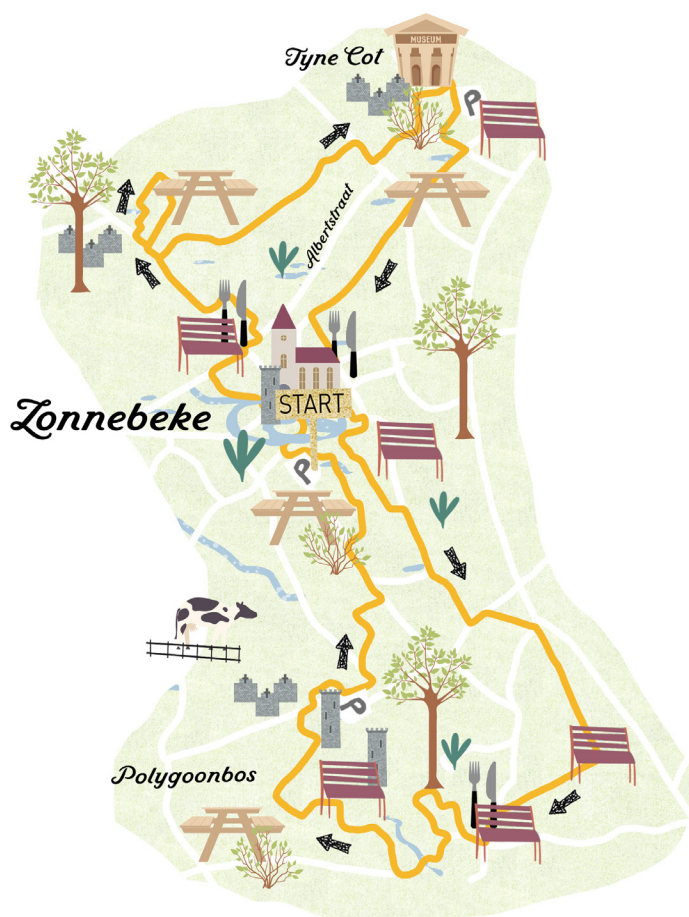 MUSEUM
Tyne Cot
P
Albertstraat
START
Zonnebeke
P
P
Polygoonbos